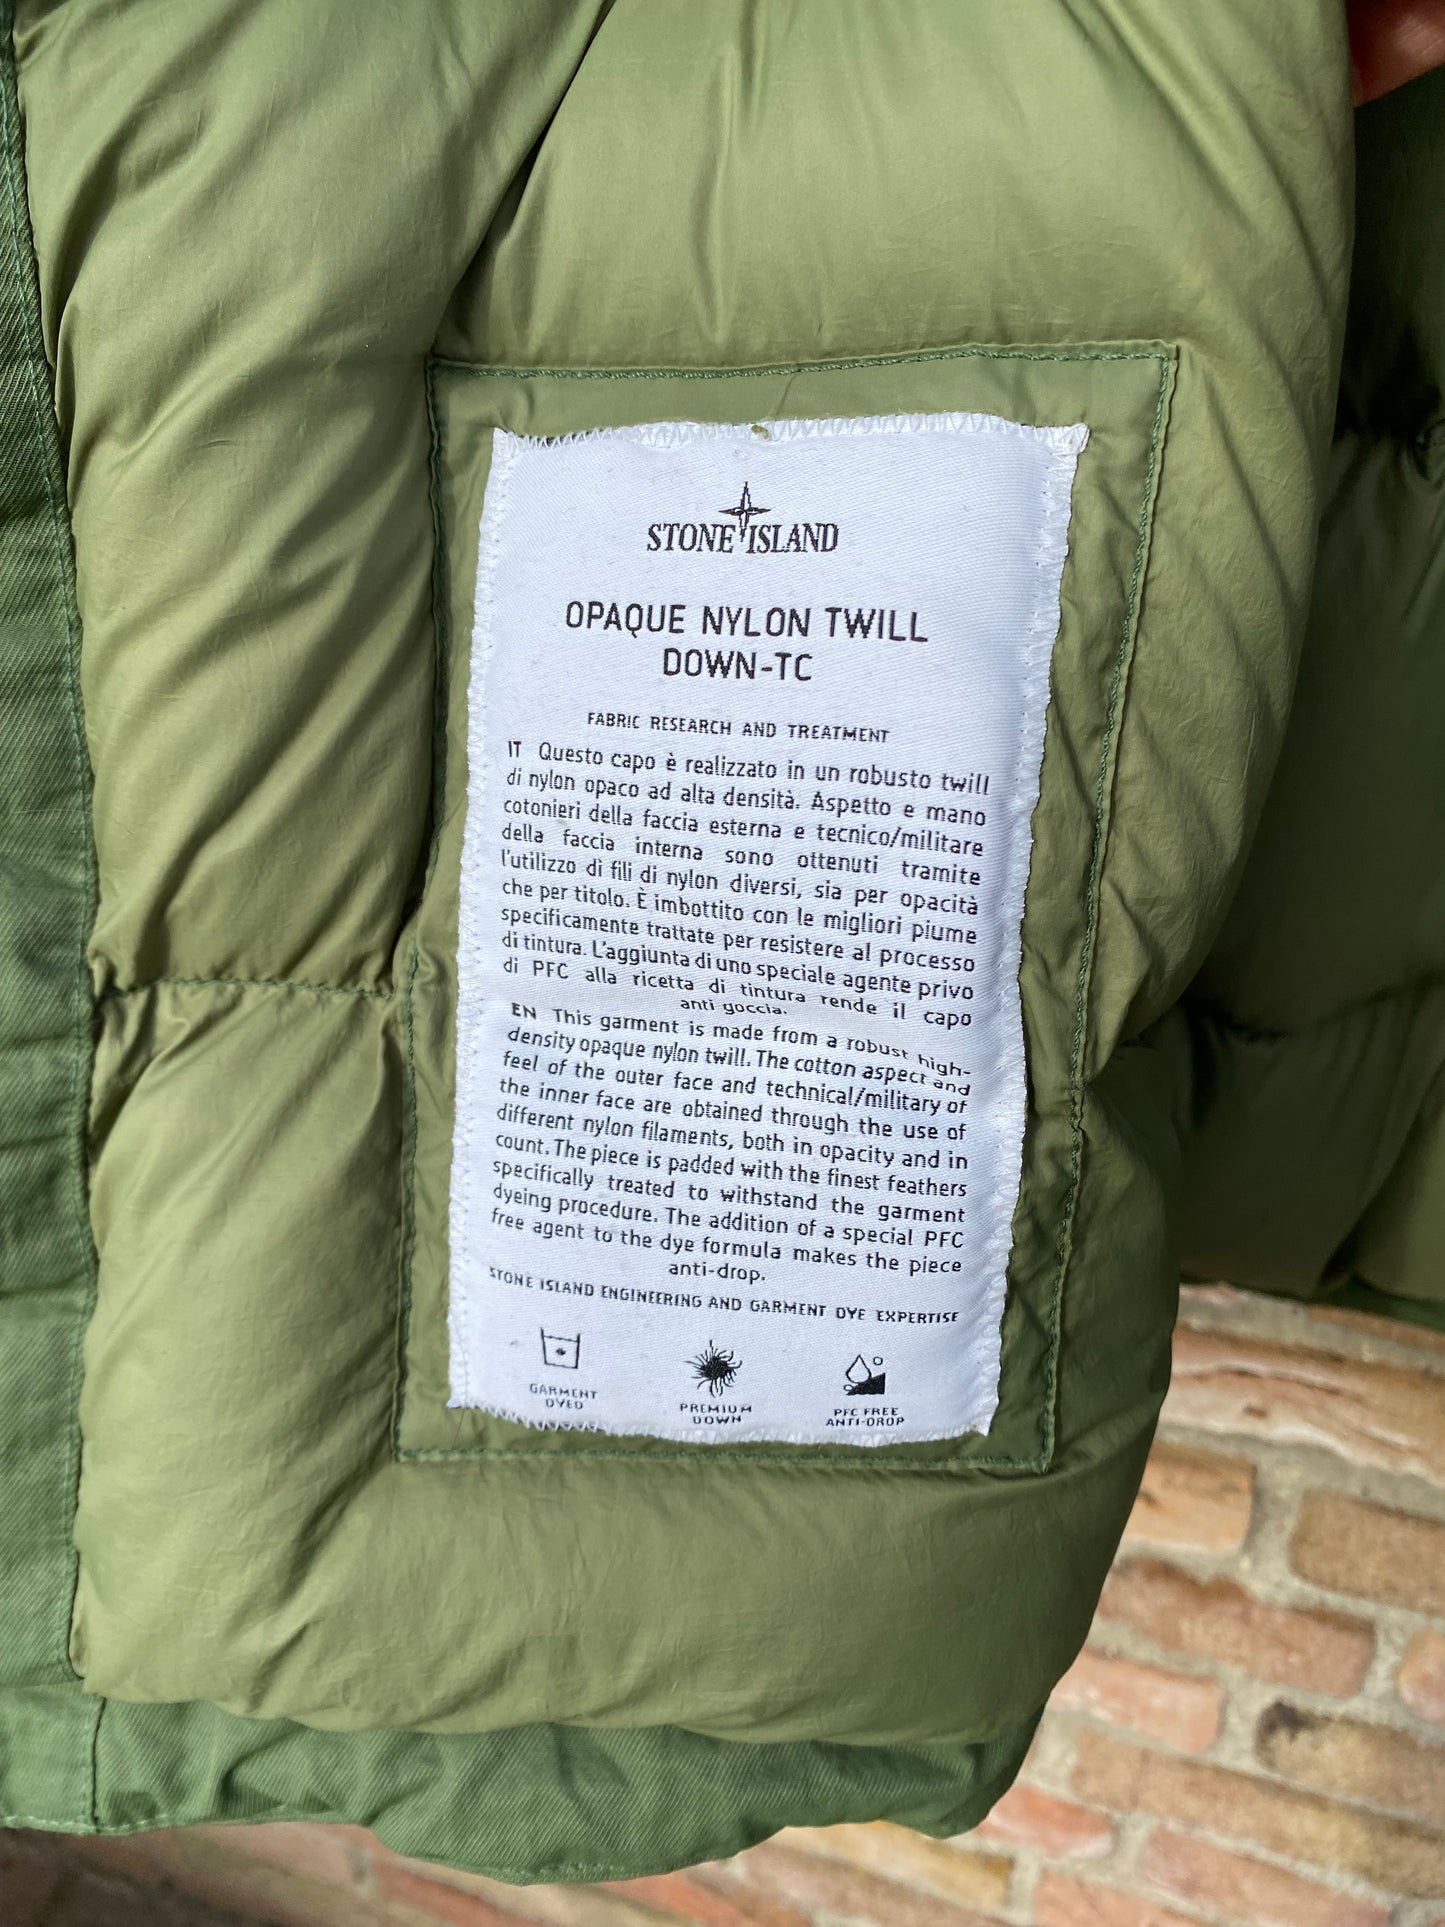 STONE ISLAND
OPAQUE NYLON TWILL
DOWN-TC
FABRIC RESEARCH AND TREATMENT
IT Questo capo è realizzato in un robusto twill
di nylon opaco ad alta densità. Aspetto e mano
cotonieri della faccia esterna e tecnico/militare
della faccia interna sono ottenuti tramite
l'utilizzo di fili di nylon diversi, sia per opacità
che per titolo. È imbottito con le migliori piume
specificamente trattate per resistere al processo
di tintura. L'aggiunta di uno speciale agente privo
di PFC alla ricetta di tintura rende il capo
anti goccia.
EN This garment is made from a robust high-
density opaque nylon twill. The cotton aspect and
feel of the outer face and technical/military of
the inner face are obtained through the use of
different nylon filaments, both in opacity and in
count. The piece is padded with the finest feathers
specifically treated to withstand the garment
dyeing procedure. The addition of a special PFC
free agent to the dye formula makes the piece
anti-drop.
STONE ISLAND ENGINEERING AND GARMENT DYE EXPERTISE
GARMENT
DYED
PREMIUM
DOWN
PFC FREE
ANTI-DROP